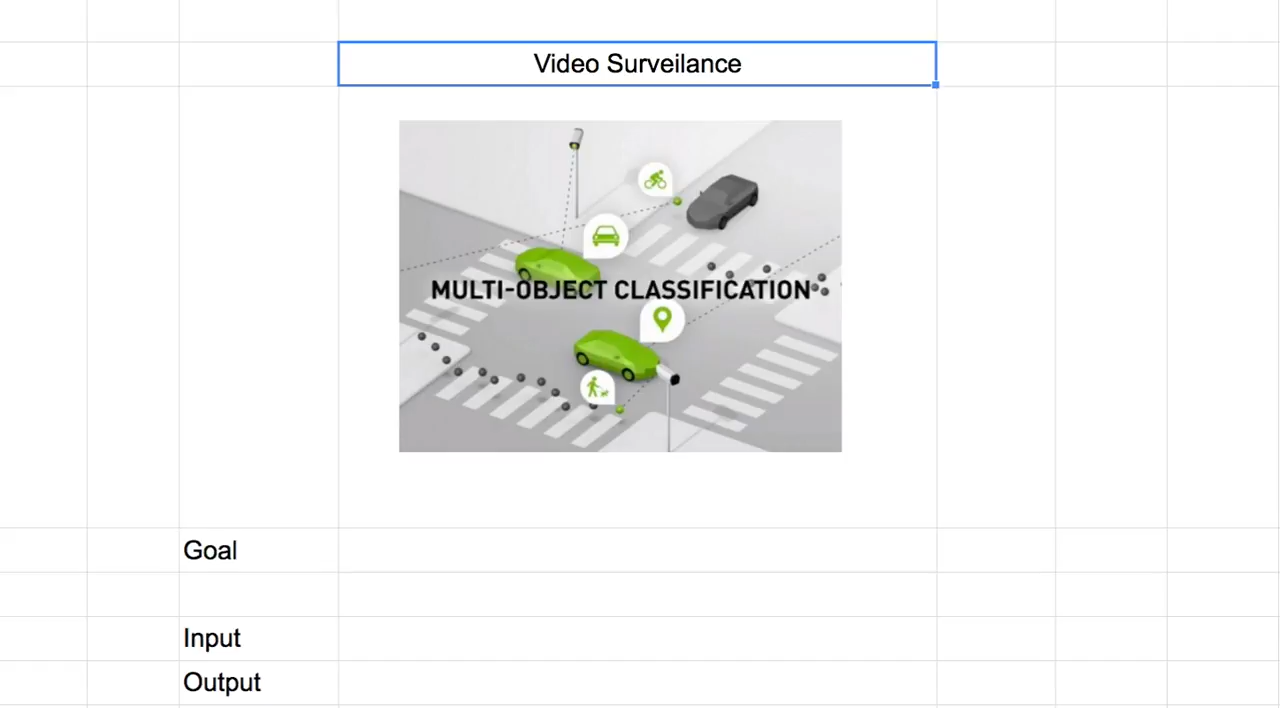 Video Surveilance
MULTI-OBJECT CLASSIFICATION
Goal
Input
Output